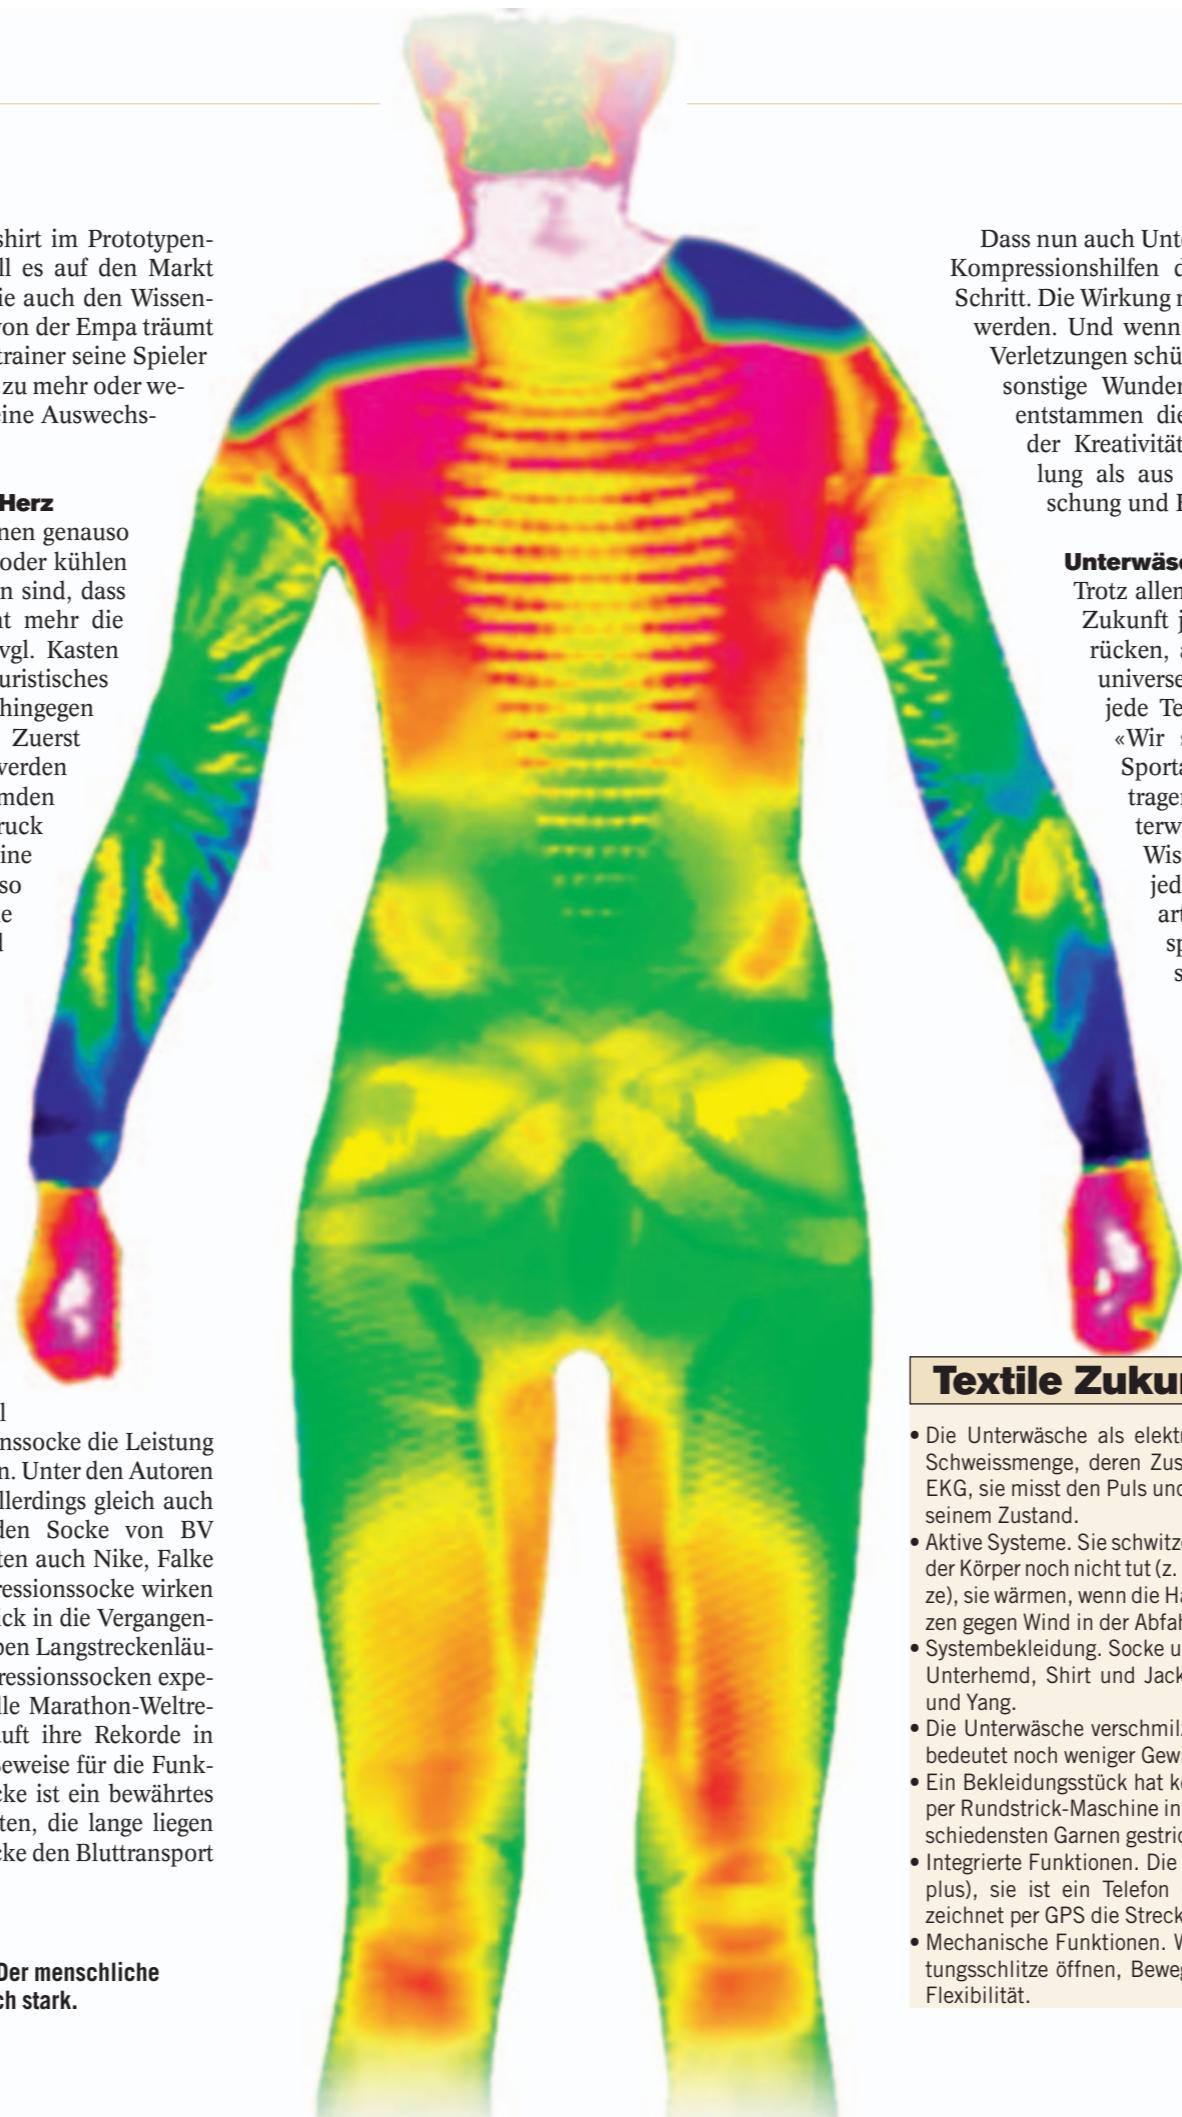 shirt im Prototypen-
ll es auf den Markt
ie auch den Wissen-
von der Empa träumt
trainer seine Spieler
zu mehr oder we-
eine Auswechs-
Herz
nen genauso
oder kühlen
n sind, dass
nt mehr die
vgl. Kasten
uristisches
hingegen
Zuerst
werden
mden
ruck
ine
so
e
l
l
nssocke die Leistung
n. Unter den Autoren
llerdings gleich auch
den Socke von BV
ten auch Nike, Falke
ressionssocke wirken
ick in die Vergangen-
ben Langstreckenläu-
ressionssocken expe-
lle Marathon-Weltre-
uft ihre Rekorde in
Beweise für die Funk-
cke ist ein bewährtes
ten, die lange liegen
cke den Bluttransport
Der menschliche
ch stark.
Dass nun auch Unte
Kompressionshilfen d
Schritt. Die Wirkung n
werden. Und wenn
Verletzungen schü
sonstige Wunder
entstammen die
der Kreativität
lung als aus
schung und E
Unterwäsc
Trotz allen
Zukunft j
rücken, a
universe
jede Te
«Wir s
Sporta
trager
terw
Wis
jed
art
sp
s
Textile Zukun
• Die Unterwäsche als elektr
Schweissmenge, deren Zus
EKG, sie misst den Puls und
seinem Zustand.
• Aktive Systeme. Sie schwitze
der Körper noch nicht tut (z.
ze), sie wärmen, wenn die Ha
zen gegen Wind in der Abfah
• Systembekleidung. Socke u
Unterhemd, Shirt und Jack
und Yang.
• Die Unterwäsche verschmilz
bedeutet noch weniger Gewi
• Ein Bekleidungsstück hat ke
per Rundstrick-Maschine in
schiedensten Garnen gestric
• Integrierte Funktionen. Die
plus), sie ist ein Telefon
zeichnet per GPS die Streck
• Mechanische Funktionen. W
tungsschlitze öffnen, Beweg
Flexibilität.